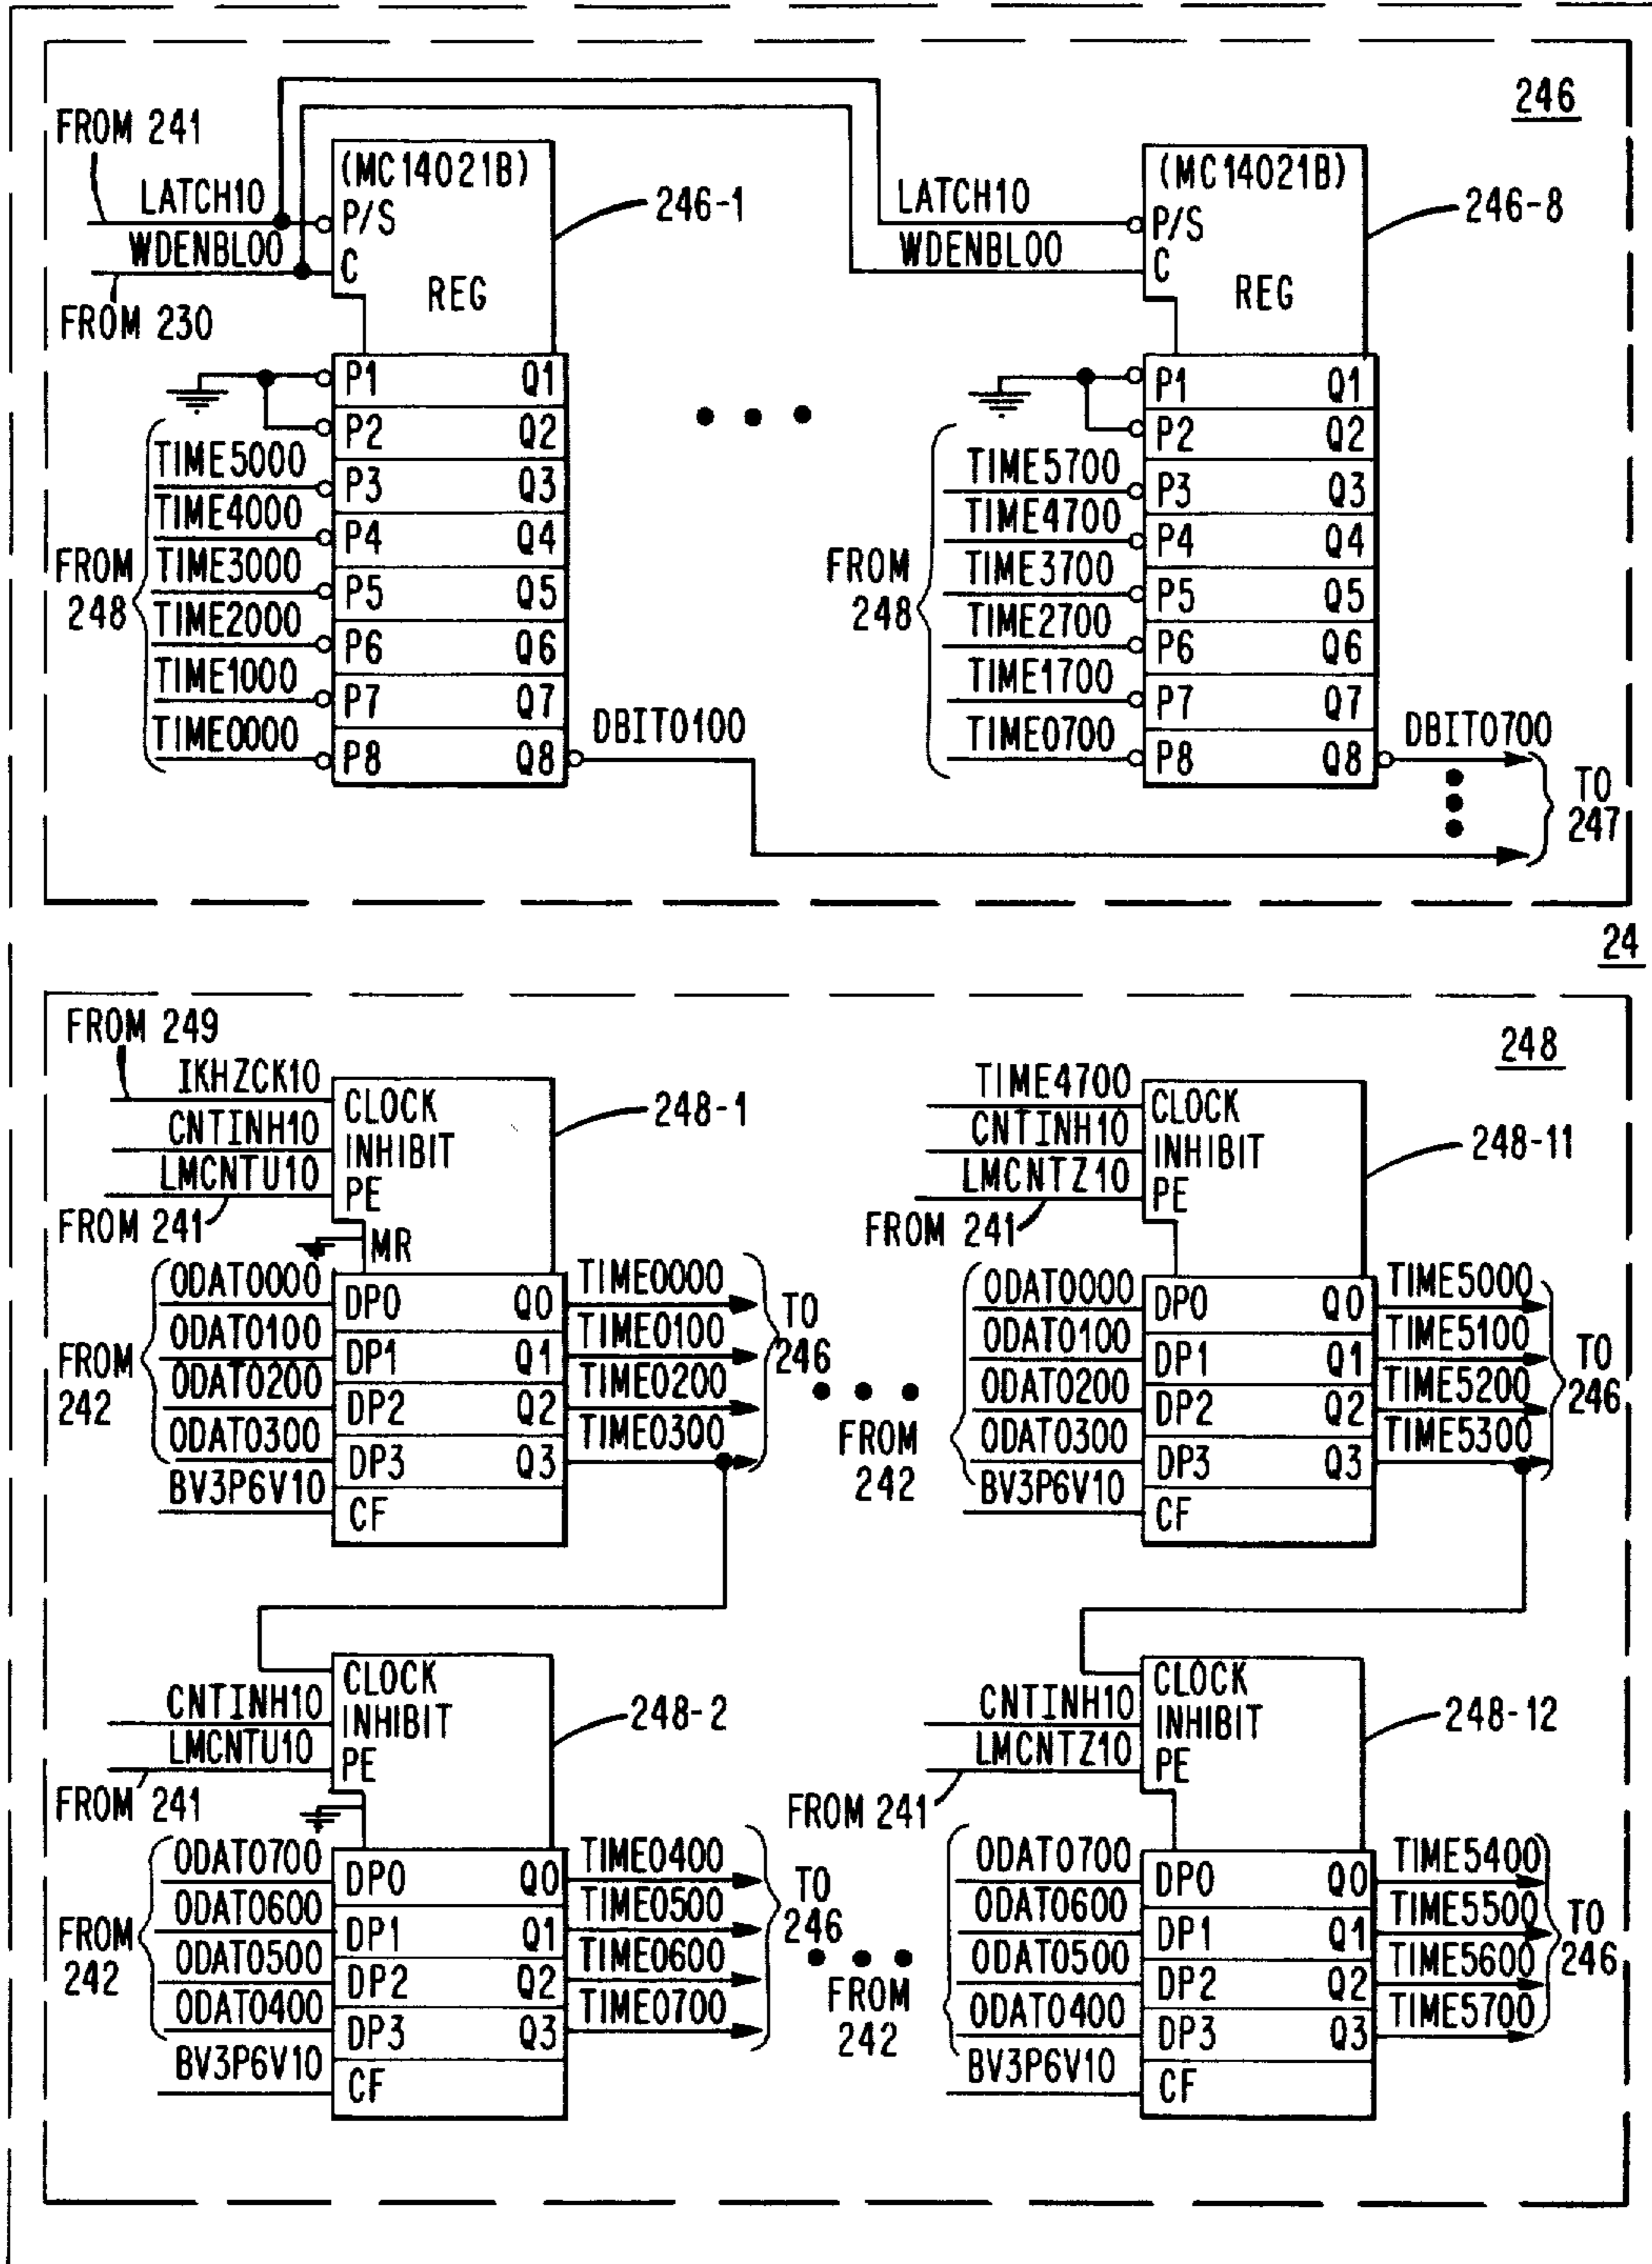 246
FROM 241
LATCH10
WDENBL00
FROM 230
(MC14021B)
P/S
C
REG
246-1
P1 Q1
P2 Q2
P3 Q3
P4 Q4
P5 Q5
P6 Q6
P7 Q7
P8 Q8
FROM 248
TIME5000
TIME4000
TIME3000
TIME2000
TIME1000
TIME0000
DBIT0100
LATCH10
WDENBL00
(MC14021B)
P/S
C
REG
246-8
P1 Q1
P2 Q2
P3 Q3
P4 Q4
P5 Q5
P6 Q6
P7 Q7
P8 Q8
FROM 248
TIME5700
TIME4700
TIME3700
TIME2700
TIME1700
TIME0700
DBIT0700
TO 247
24
248
FROM 249
IKHZCK10
CNTINH10
LMCNTU10
FROM 241
CLOCK
INHIBIT
PE
MR
248-1
FROM 242
ODAT0000
ODAT0100
ODAT0200
ODAT0300
BV3P6V10
DP0 Q0
DP1 Q1
DP2 Q2
DP3 Q3
CF
TIME0000
TIME0100
TIME0200
TIME0300
TO 246
TIME4700
CNTINH10
LMCNTZ10
FROM 241
CLOCK
INHIBIT
PE
248-11
FROM 242
ODAT0000
ODAT0100
ODAT0200
ODAT0300
BV3P6V10
DP0 Q0
DP1 Q1
DP2 Q2
DP3 Q3
CF
TIME5000
TIME5100
TIME5200
TIME5300
TO 246
CNTINH10
LMCNTU10
FROM 241
CLOCK
INHIBIT
PE
248-2
FROM 242
ODAT0700
ODAT0600
ODAT0500
ODAT0400
BV3P6V10
DP0 Q0
DP1 Q1
DP2 Q2
DP3 Q3
CF
TIME0400
TIME0500
TIME0600
TIME0700
TO 246
CNTINH10
LMCNTZ10
FROM 241
CLOCK
INHIBIT
PE
248-12
FROM 242
ODAT0700
ODAT0600
ODAT0500
ODAT0400
BV3P6V10
DP0 Q0
DP1 Q1
DP2 Q2
DP3 Q3
CF
TIME5400
TIME5500
TIME5600
TIME5700
TO 246